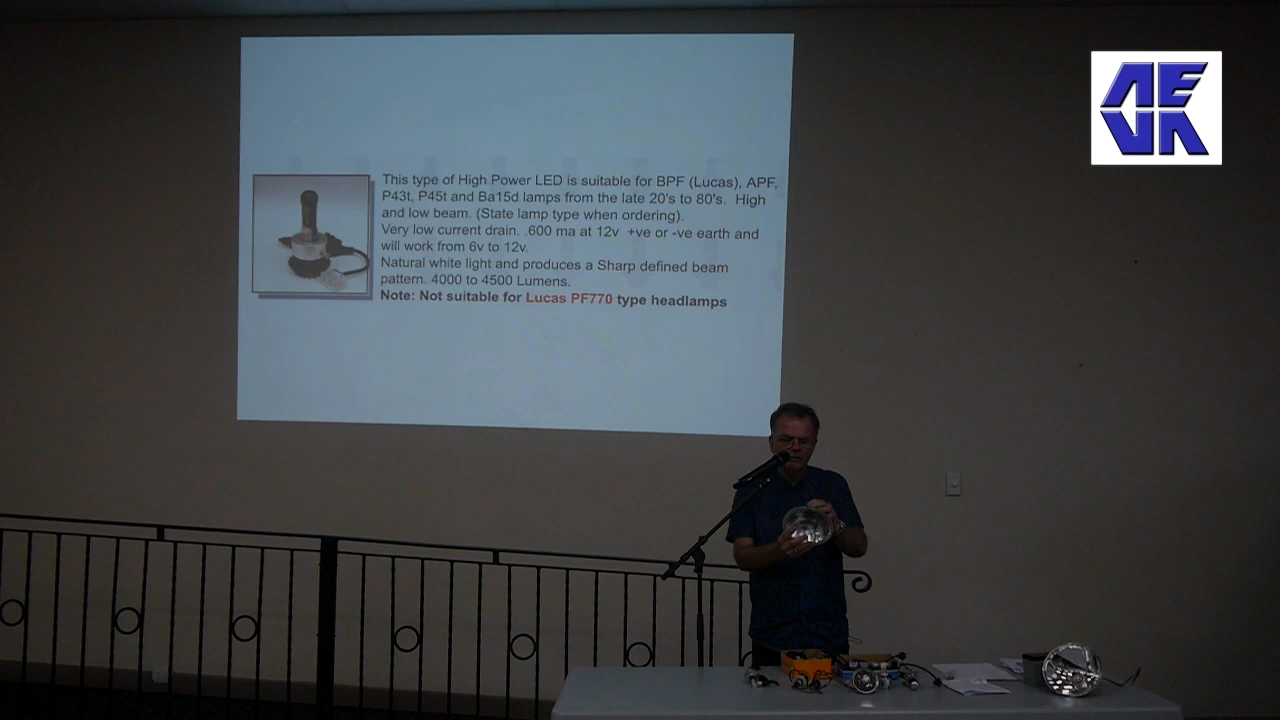 This type of High Power LED is suitable for BPF (Lucas), APF,
P43t, P45t and Ba15d lamps from the late 20's to 80's. High
and low beam. (State lamp type when ordering).
Very low current drain. .600 ma at 12v +ve or -ve earth and
will work from 6v to 12v.
Natural white light and produces a Sharp defined beam
pattern. 4000 to 4500 Lumens.
Note: Not suitable for Lucas PF770 type headlamps